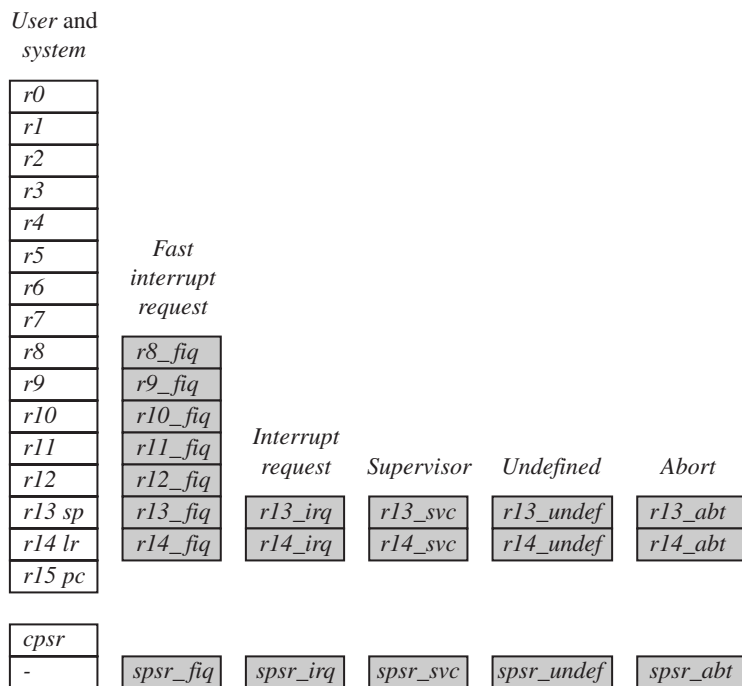 User and
system
r0
r1
r2
r3
r4
r5
r6
r7
r8
r9
r10
r11
r12
r13 sp
r14 lr
r15 pc
cpsr
-
Fast
interrupt
request
r8_fiq
r9_fiq
r10_fiq
r11_fiq
r12_fiq
r13_fiq
r14_fiq
spsr_fiq
Interrupt
request
r13_irq
r14_irq
spsr_irq
Supervisor
r13_svc
r14_svc
spsr_svc
Undefined
r13_undef
r14_undef
spsr_undef
Abort
r13_abt
r14_abt
spsr_abt